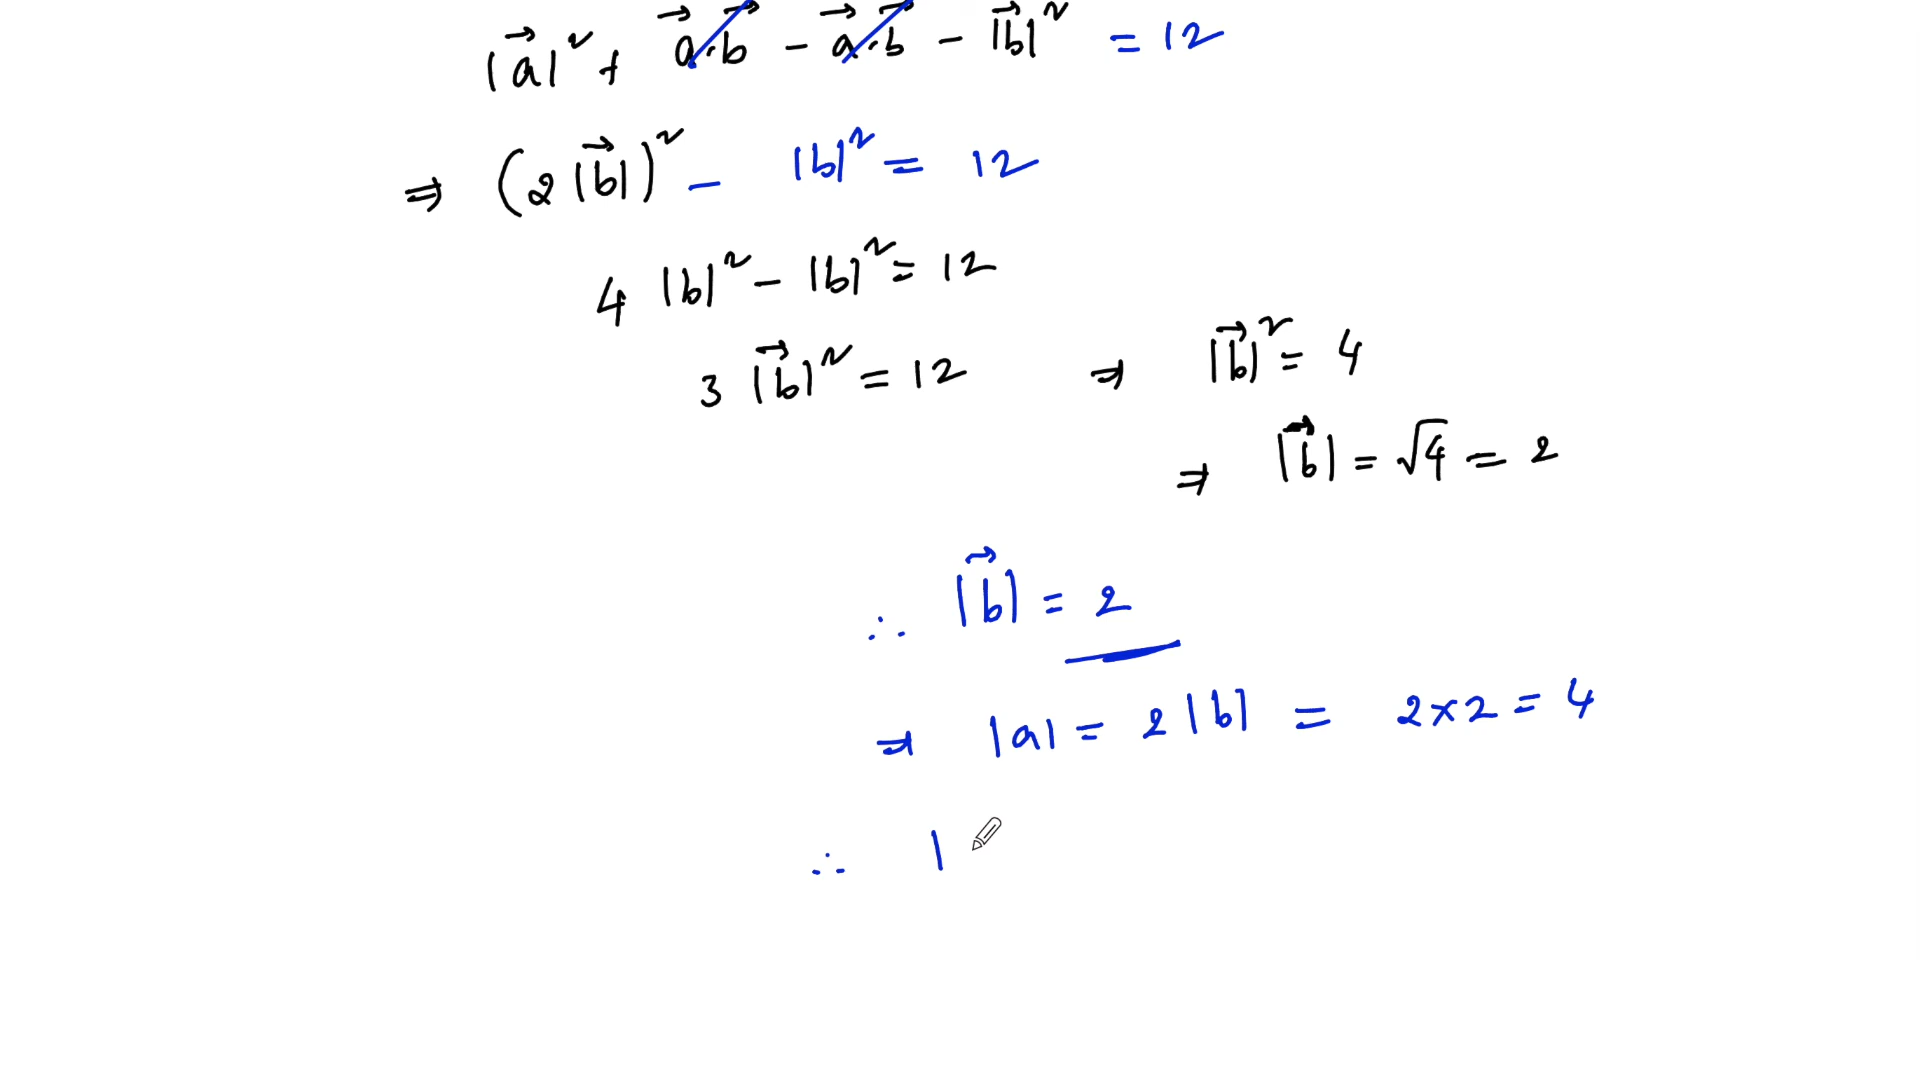 |a⃗|² + a⃗·b⃗ − a⃗·b⃗ − |b⃗|² = 12
⇒ (2|b⃗|)² − |b|² = 12
4 |b|² − |b|² = 12
3 |b⃗|² = 12 ⇒ |b⃗|² = 4
⇒ |b⃗| = √4 = 2
∴ |b⃗| = 2
⇒ |a| = 2|b| = 2×2 = 4
∴ |